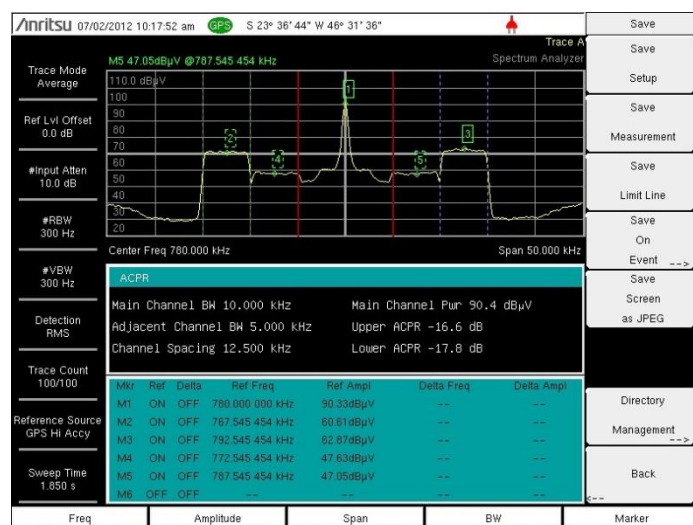 Anritsu 07/02/2012 10:17:52 am GPS S 23° 36' 44" W 46° 31' 36"
Save
Trace A
Spectrum Analyzer
M5 47.05dBµV @787.545 454 kHz
Trace Mode
Average
Ref Lvl Offset
0.0 dB
#Input Atten
10.0 dB
#RBW
300 Hz
#VBW
300 Hz
Detection
RMS
Trace Count
100/100
Reference Source
GPS Hi Accy
Sweep Time
1.850 s
110.0 dBµV
100
90
80
70
60
50
40
30
20
1
2
3
4
5
Center Freq 780.000 kHz
Span 50.000 kHz
ACPR
Main Channel BW 10.000 kHz
Main Channel Pwr 90.4 dBµV
Adjacent Channel BW 5.000 kHz
Upper ACPR -16.6 dB
Channel Spacing 12.500 kHz
Lower ACPR -17.8 dB
Mkr Ref Delta Ref Freq Ref Ampl Delta Freq Delta Ampl
M1 ON OFF 780.000 000 kHz 90.33dBµV -- --
M2 ON OFF 767.545 454 kHz 60.61dBµV -- --
M3 ON OFF 792.545 454 kHz 62.87dBµV -- --
M4 ON OFF 772.545 454 kHz 47.63dBµV -- --
M5 ON OFF 787.545 454 kHz 47.05dBµV -- --
M6 OFF OFF -- -- -- --
Save
Setup
Save
Measurement
Save
Limit Line
Save
On
Event -->
Save
Screen
as JPEG
Directory
Management -->
Back
<--
Freq
Amplitude
Span
BW
Marker